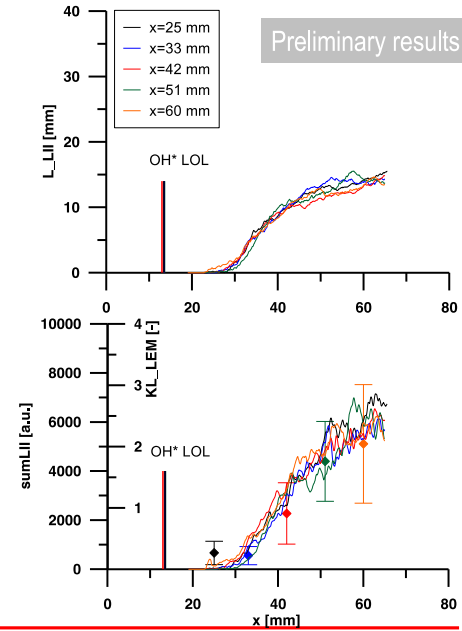 Preliminary results
40
x=25 mm
x=33 mm
x=42 mm
x=51 mm
x=60 mm
L_LII [mm]
20
OH* LOL
10
0
0 20 40 60 80
10000 4
KL_LEM [-]
8000 3
sumLII [a.u.]
6000 2
OH* LOL
4000 1
2000
0
0 20 40 60 80
x [mm]